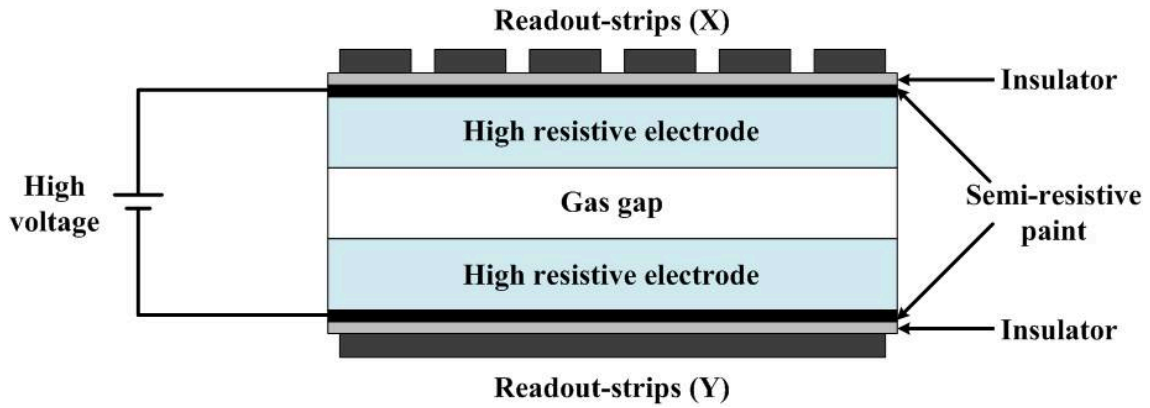 Readout-strips (X)
Insulator
High resistive electrode
High
voltage
Gas gap
Semi-resistive
paint
High resistive electrode
Insulator
Readout-strips (Y)